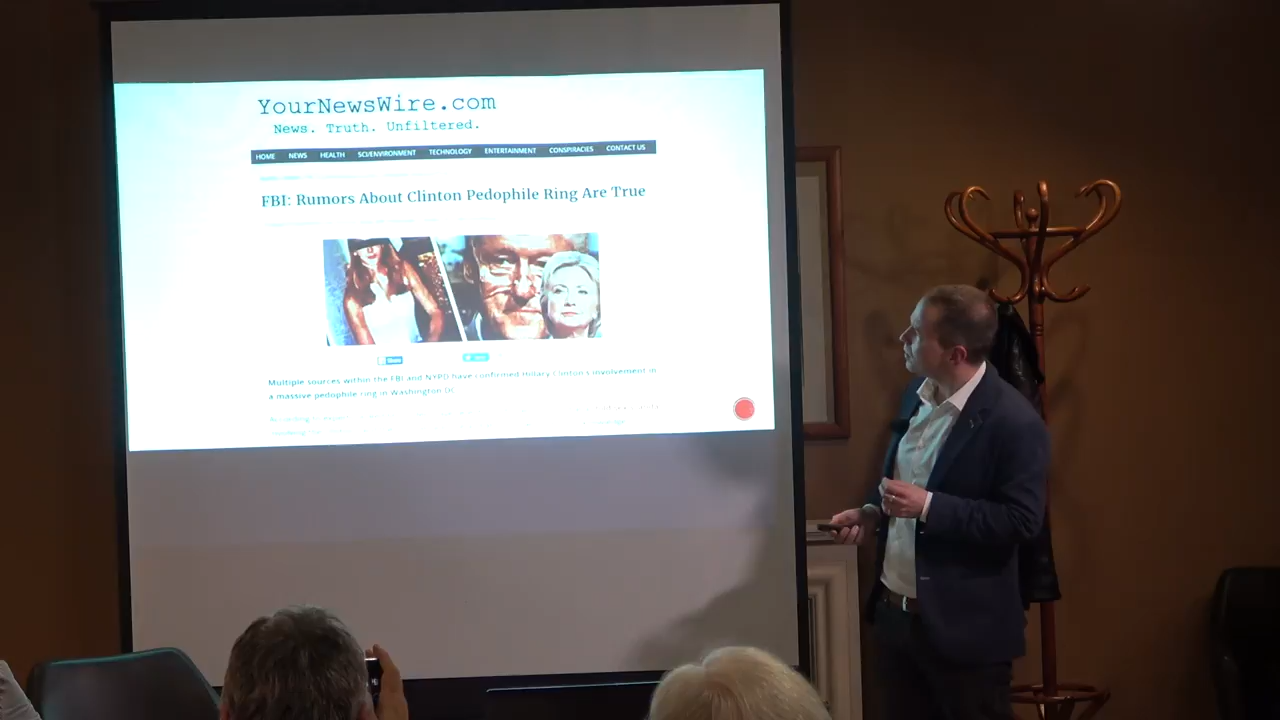 YourNewsWire.com
News. Truth. Unfiltered.
HOME NEWS HEALTH SCI/ENVIRONMENT TECHNOLOGY ENTERTAINMENT CONSPIRACIES CONTACT US
FBI: Rumors About Clinton Pedophile Ring Are True
Multiple sources within the FBI and NYPD have confirmed Hillary Clinton's involvement in
a massive pedophile ring in Washington DC.